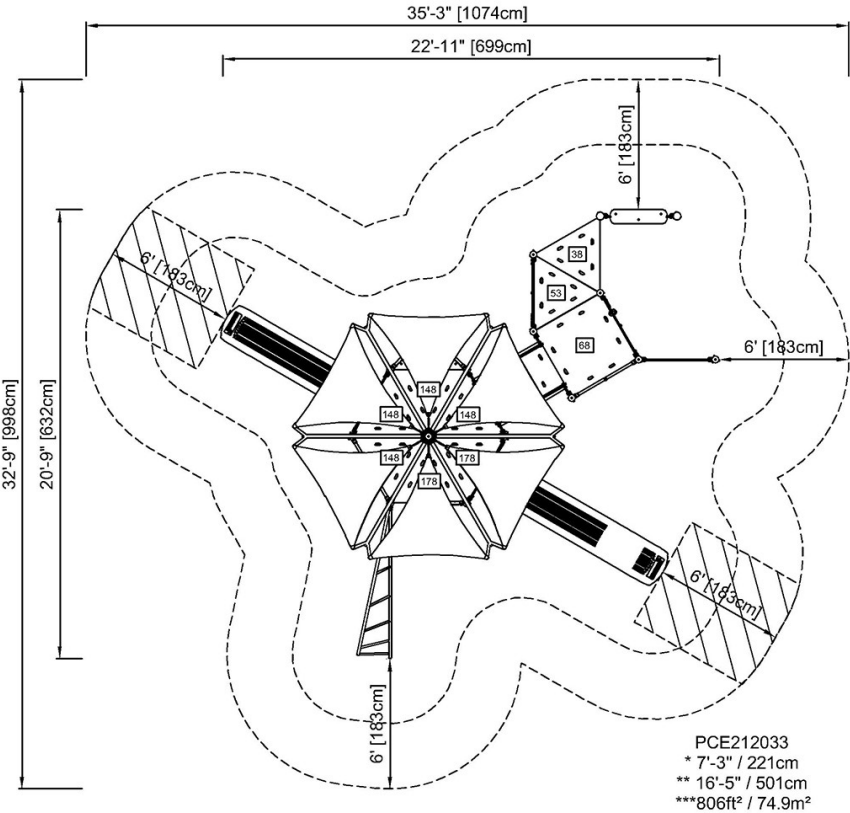 35'-3" [1074cm]
22'-11" [699cm]
6' [183cm]
6' [183cm]
38
53
68
6' [183cm]
148
148
148
148
178
178
32'-9" [998cm]
20'-9" [632cm]
6' [183cm]
6' [183cm]
PCE212033
* 7'-3" / 221cm
** 16'-5" / 501cm
***806ft² / 74.9m²